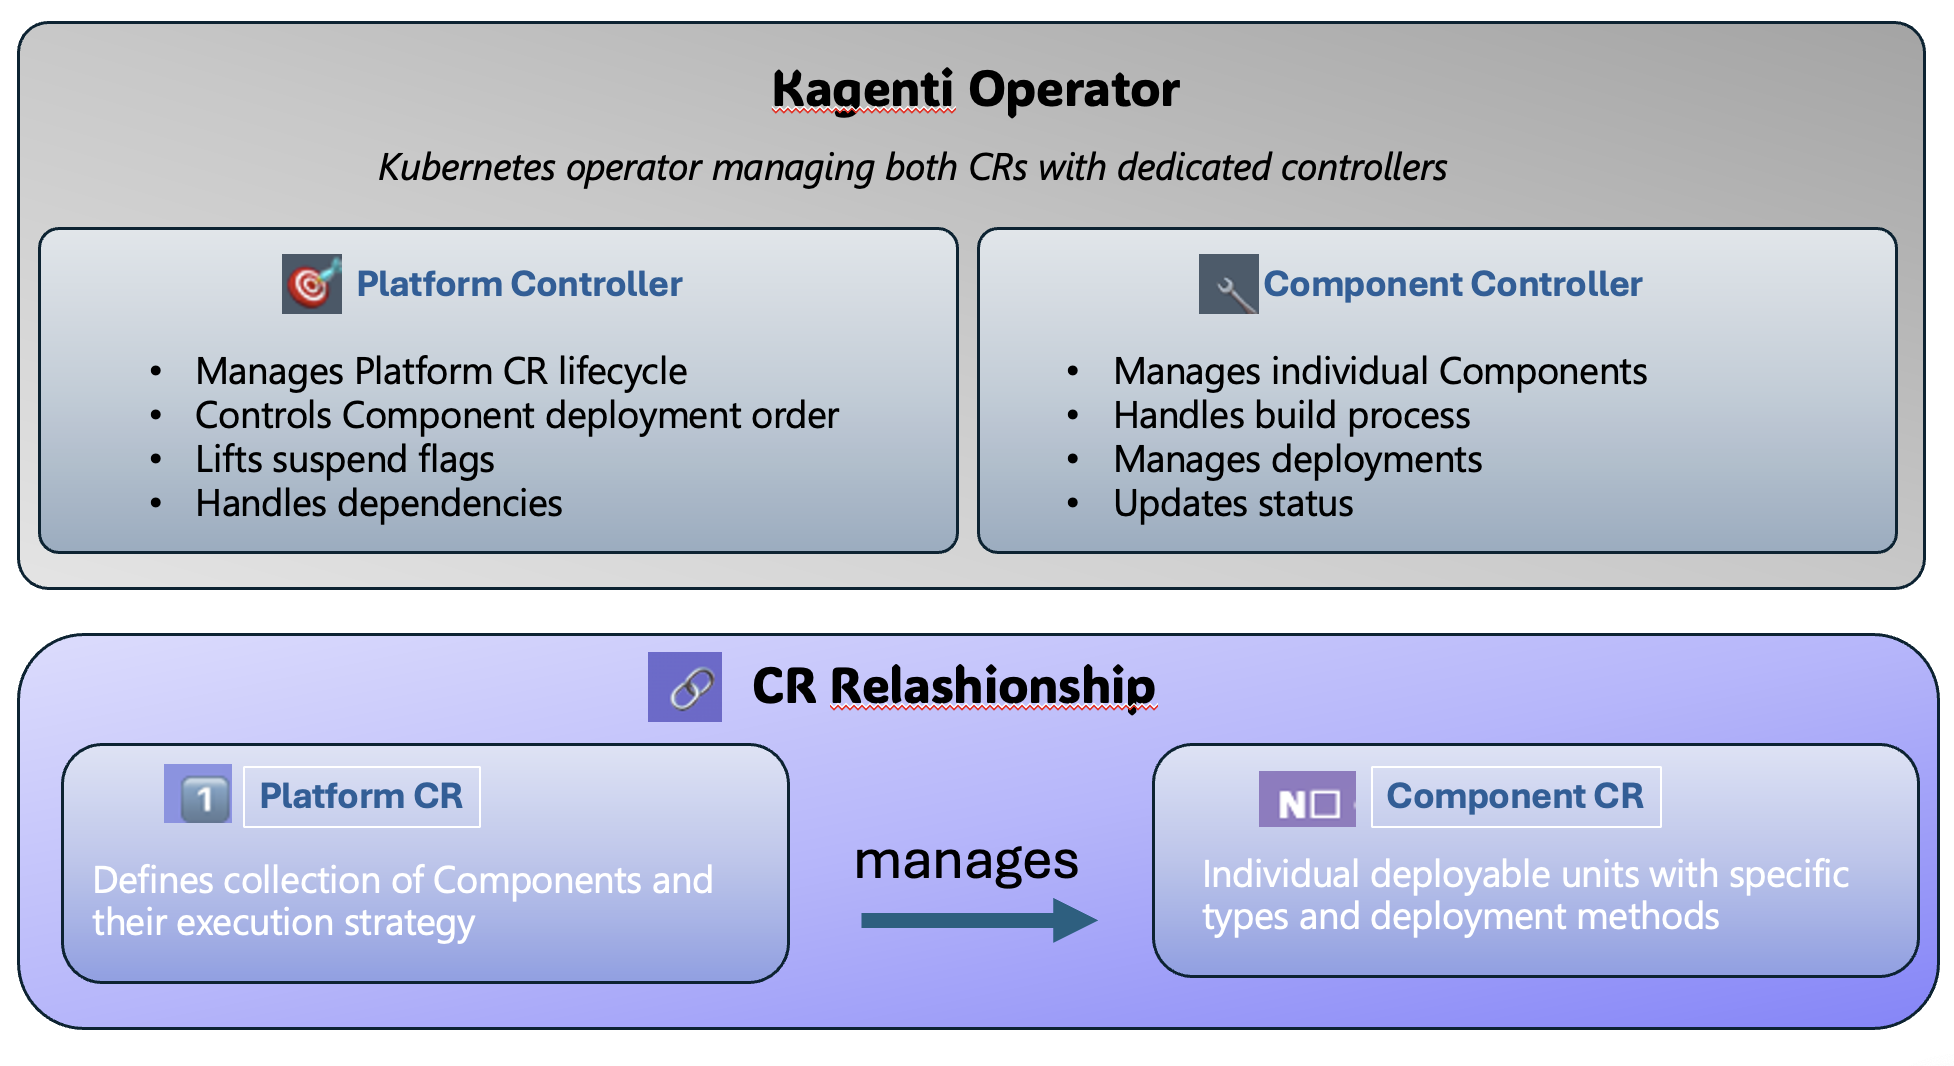 Kagenti Operator
Kubernetes operator managing both CRs with dedicated controllers
Platform Controller
• Manages Platform CR lifecycle
• Controls Component deployment order
• Lifts suspend flags
• Handles dependencies
Component Controller
• Manages individual Components
• Handles build process
• Manages deployments
• Updates status
CR Relashionship
1
Platform CR
Defines collection of Components and
their execution strategy
manages
N□
Component CR
Individual deployable units with specific
types and deployment methods